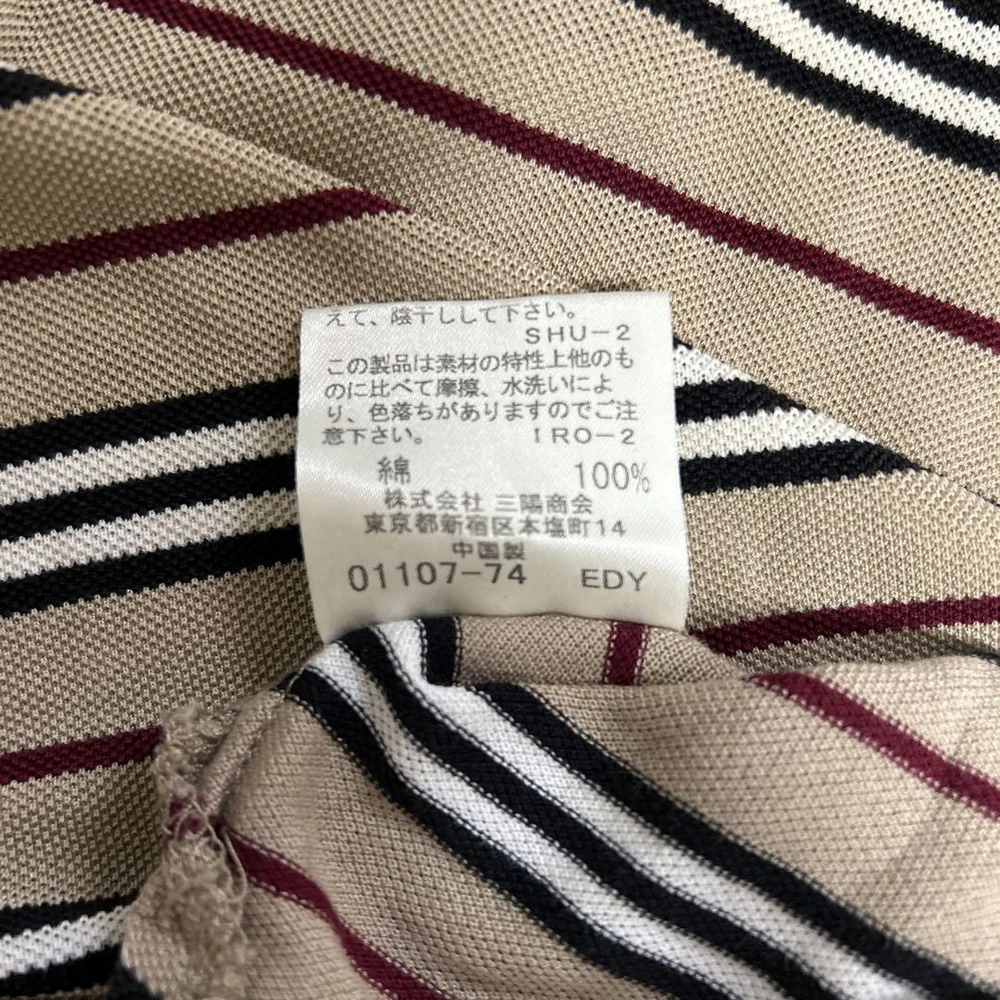 えて、陰干しして下さい。
SHU-2
この製品は素材の特性上他のも
のに比べて摩擦、水洗いによ
り、色落ちがありますのでご注
意下さい。 IRO-2
綿 100%
株式会社 三陽商会
東京都新宿区本塩町14
中国製
01107-74 EDY